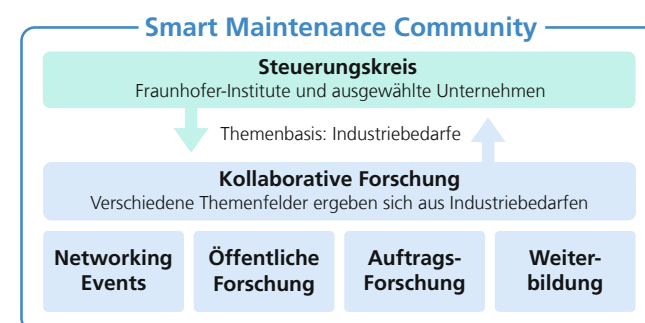 Smart Maintenance Community
Steuerungskreis
Fraunhofer-Institute und ausgewählte Unternehmen
Themenbasis: Industriebedarfe
Kollaborative Forschung
Verschiedene Themenfelder ergeben sich aus Industriebedarfen
Networking
Events
Öffentliche
Forschung
Auftrags-
Forschung
Weiter-
bildung